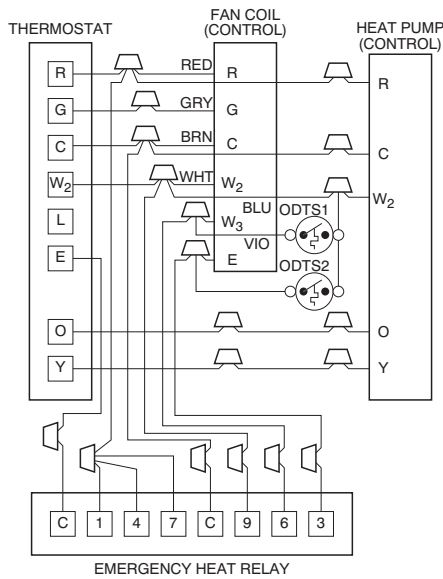 FAN COIL
(CONTROL)
THERMOSTAT
HEAT PUMP
(CONTROL)
R
RED
R
R
G
GRY
G
C
BRN
C
C
W2
WHT
W2
W2
BLU
L
W3
VIO
ODTS1
E
E
ODTS2
O
O
Y
Y
C
1
4
7
C
9
6
3
EMERGENCY HEAT RELAY